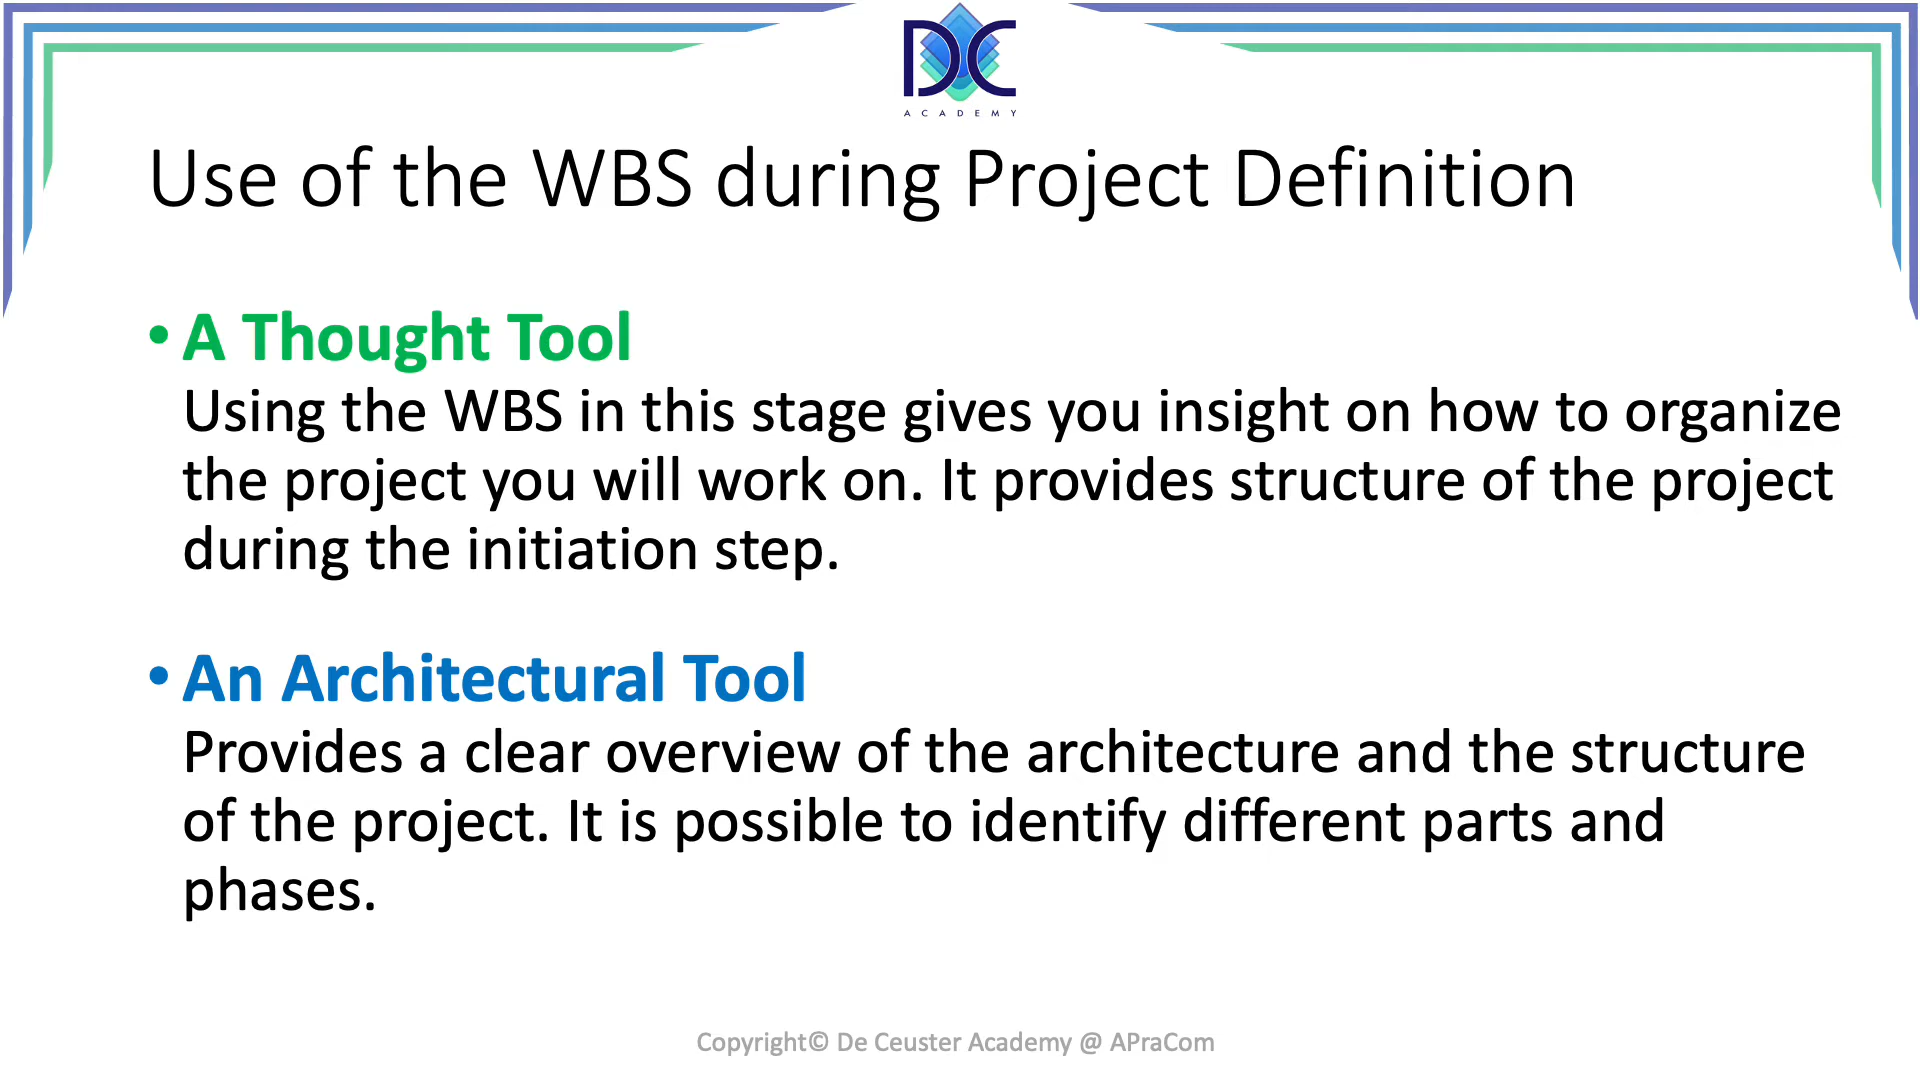 DC
ACADEMY
Use of the WBS during Project Definition
• A Thought Tool
Using the WBS in this stage gives you insight on how to organize
the project you will work on. It provides structure of the project
during the initiation step.
• An Architectural Tool
Provides a clear overview of the architecture and the structure
of the project. It is possible to identify different parts and
phases.
Copyright© De Ceuster Academy @ APraCom